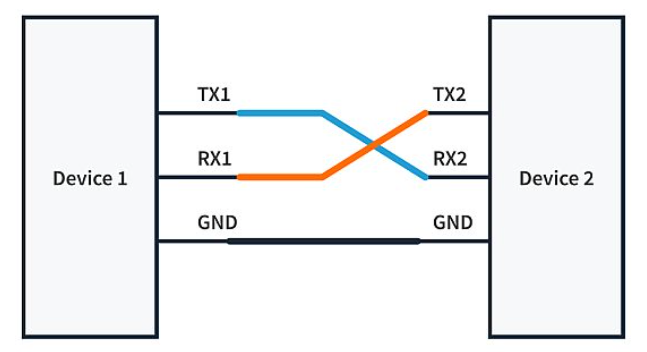 TX1
TX2
RX1
RX2
Device 1
Device 2
GND
GND